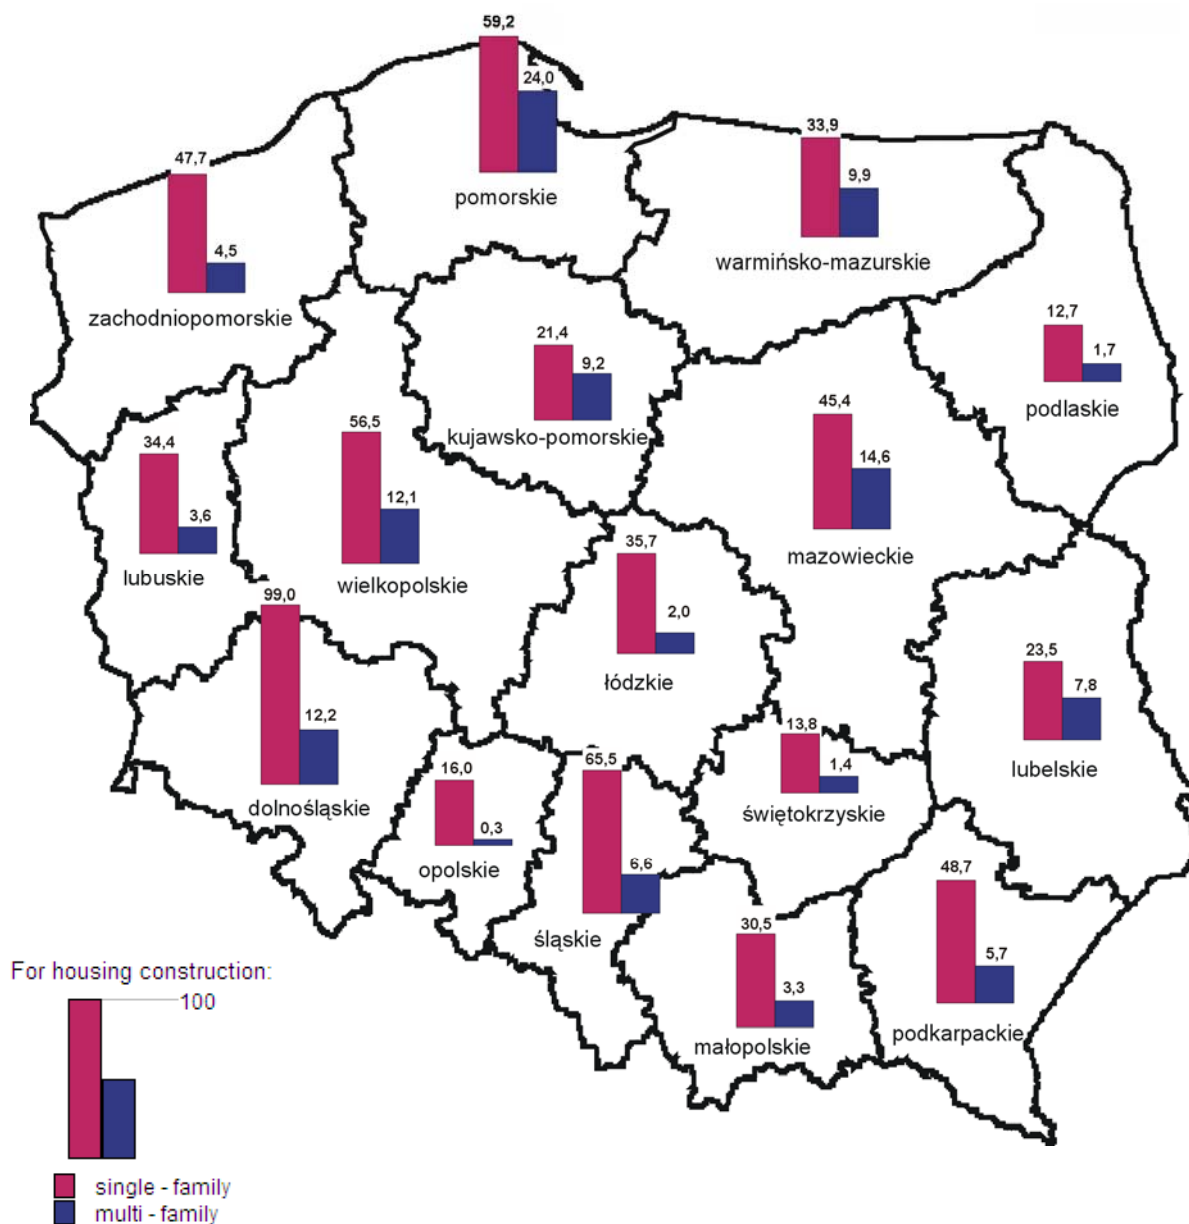 59,2
24,0
pomorskie
47,7
4,5
zachodniopomorskie
33,9
9,9
warmińsko-mazurskie
12,7
1,7
podlaskie
21,4
9,2
kujawsko-pomorskie
34,4
3,6
lubuskie
56,5
12,1
wielkopolskie
45,4
14,6
mazowieckie
35,7
2,0
łódzkie
99,0
12,2
dolnośląskie
23,5
7,8
lubelskie
13,8
1,4
świętokrzyskie
16,0
0,3
opolskie
65,5
6,6
śląskie
30,5
3,3
małopolskie
48,7
5,7
podkarpackie
For housing construction:
100
single - family
multi - family